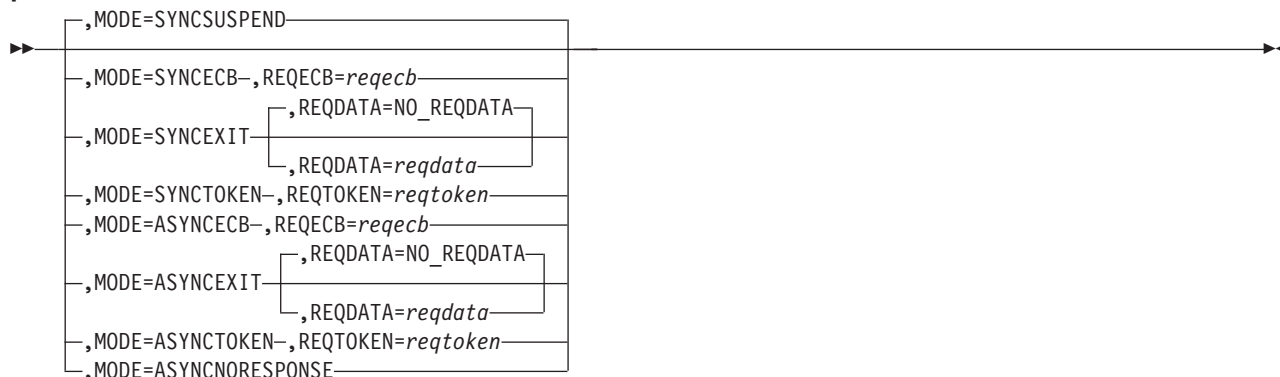 ,MODE=SYNCSUSPEND
,MODE=SYNCECB ,REQECB=reqecb
,REQDATA=NO_REQDATA
,MODE=SYNCEXIT
,REQDATA=reqdata
,MODE=SYNCTOKEN ,REQTOKEN=reqtoken
,MODE=ASYNCECB ,REQECB=reqecb
,REQDATA=NO_REQDATA
,MODE=ASYNCEXIT
,REQDATA=reqdata
,MODE=ASYNCTOKEN ,REQTOKEN=reqtoken
,MODE=ASYNCNORESPONSE